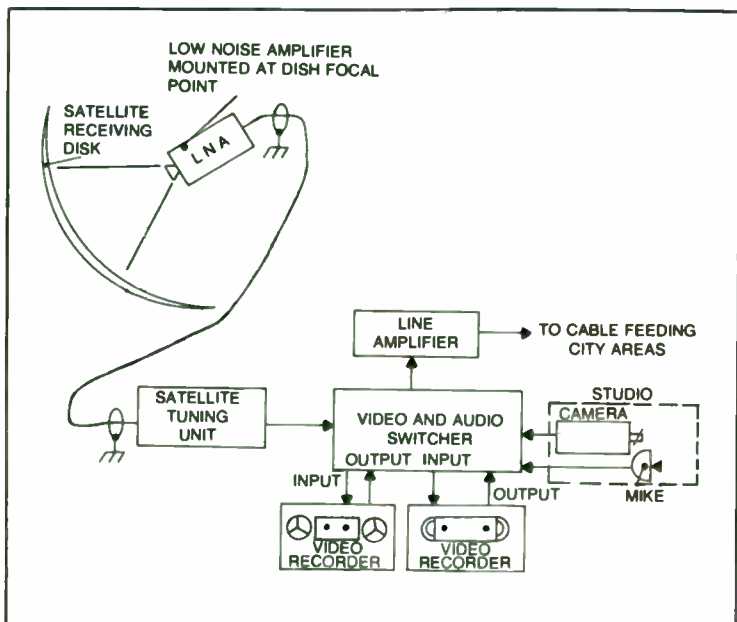 LOW NOISE AMPLIFIER
MOUNTED AT DISH FOCAL
POINT
SATELLITE
RECEIVING
DISK
LNA
LINE
AMPLIFIER
TO CABLE FEEDING
CITY AREAS
SATELLITE
TUNING
UNIT
VIDEO AND AUDIO
SWITCHER
OUTPUT INPUT
STUDIO
CAMERA
MIKE
INPUT
OUTPUT
VIDEO
RECORDER
VIDEO
RECORDER